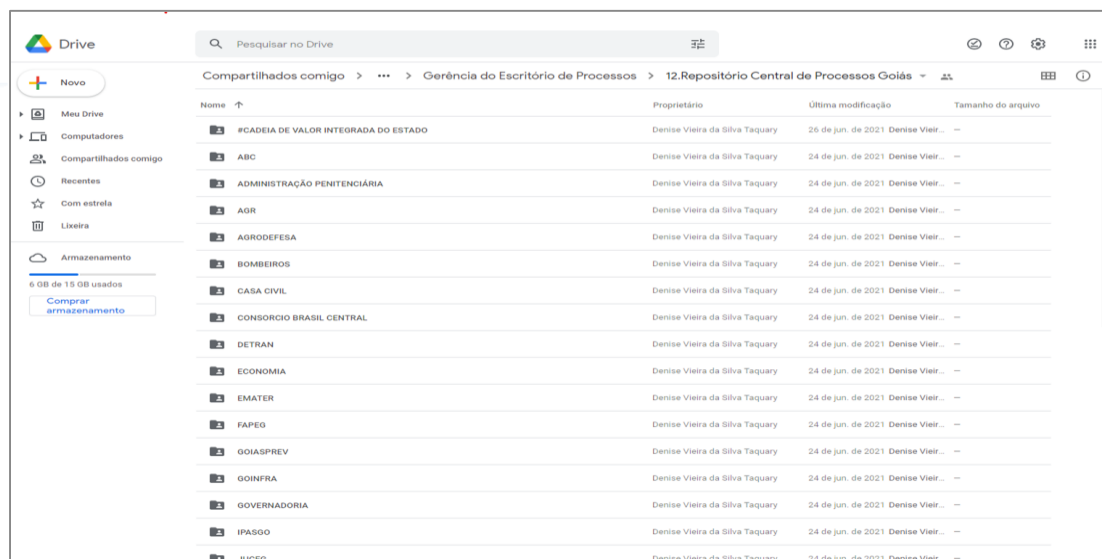 Drive
Pesquisar no Drive
Novo
Compartilhados comigo > ••• > Gerência do Escritório de Processos > 12.Repositório Central de Processos Goiás
Meu Drive
Computadores
Compartilhados comigo
Recentes
Com estrela
Lixeira
Armazenamento
6 GB de 15 GB usados
Comprar
armazenamento
Nome Proprietário Última modificação Tamanho do arquivo
#CADEIA DE VALOR INTEGRADA DO ESTADO Denise Vieira da Silva Taquary 26 de jun. de 2021 Denise Vieir... —
ABC Denise Vieira da Silva Taquary 24 de jun. de 2021 Denise Vieir... —
ADMINISTRAÇÃO PENITENCIÁRIA Denise Vieira da Silva Taquary 24 de jun. de 2021 Denise Vieir... —
AGR Denise Vieira da Silva Taquary 24 de jun. de 2021 Denise Vieir... —
AGRODEFESA Denise Vieira da Silva Taquary 24 de jun. de 2021 Denise Vieir... —
BOMBEIROS Denise Vieira da Silva Taquary 24 de jun. de 2021 Denise Vieir... —
CASA CIVIL Denise Vieira da Silva Taquary 24 de jun. de 2021 Denise Vieir... —
CONSORCIO BRASIL CENTRAL Denise Vieira da Silva Taquary 24 de jun. de 2021 Denise Vieir... —
DETRAN Denise Vieira da Silva Taquary 24 de jun. de 2021 Denise Vieir... —
ECONOMIA Denise Vieira da Silva Taquary 24 de jun. de 2021 Denise Vieir... —
EMATER Denise Vieira da Silva Taquary 24 de jun. de 2021 Denise Vieir... —
FAPEG Denise Vieira da Silva Taquary 24 de jun. de 2021 Denise Vieir... —
GOIASPREV Denise Vieira da Silva Taquary 24 de jun. de 2021 Denise Vieir... —
GOINFRA Denise Vieira da Silva Taquary 24 de jun. de 2021 Denise Vieir... —
GOVERNADORIA Denise Vieira da Silva Taquary 24 de jun. de 2021 Denise Vieir... —
IPASGO Denise Vieira da Silva Taquary 24 de jun. de 2021 Denise Vieir... —
Denise Vieira da Silva Taquary 24 de jun. de 2021 Denise Vieir... —